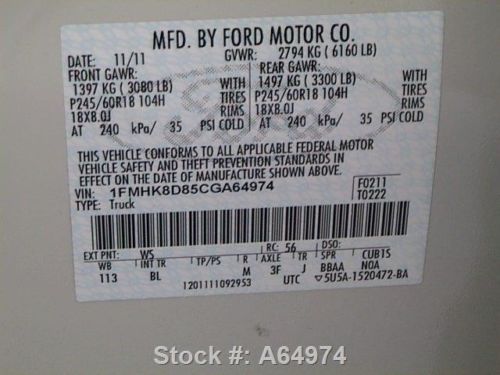 MFD. BY FORD MOTOR CO.
DATE: 11/11 GVWR: 2794 KG (6160 LB)
FRONT GAWR: REAR GAWR:
1397 KG (3080 LB) WITH 1497 KG (3300 LB) WITH
P245/60R18 104H TIRES P245/60R18 104H TIRES
18X8.0J RIMS 18X8.0J RIMS
AT 240 kPa/ 35 PSI COLD AT 240 kPa/ 35 PSI COLD
THIS VEHICLE CONFORMS TO ALL APPLICABLE FEDERAL MOTOR
VEHICLE SAFETY AND THEFT PREVENTION STANDARDS IN
EFFECT ON THE DATE OF MANUFACTURE SHOWN ABOVE.
VIN: 1FMHK8D85CGA64974 F0211
TYPE: Truck T0222
Ford
EXT PNT: WS RC: 56 DSO:
WB INT TR TP/PS R AXLE TR SPR CUB1S
113 BL M 3F J BBAA NOA
1201111092953 UTC ▽5U5A-1520472-BA
Stock #: A64974